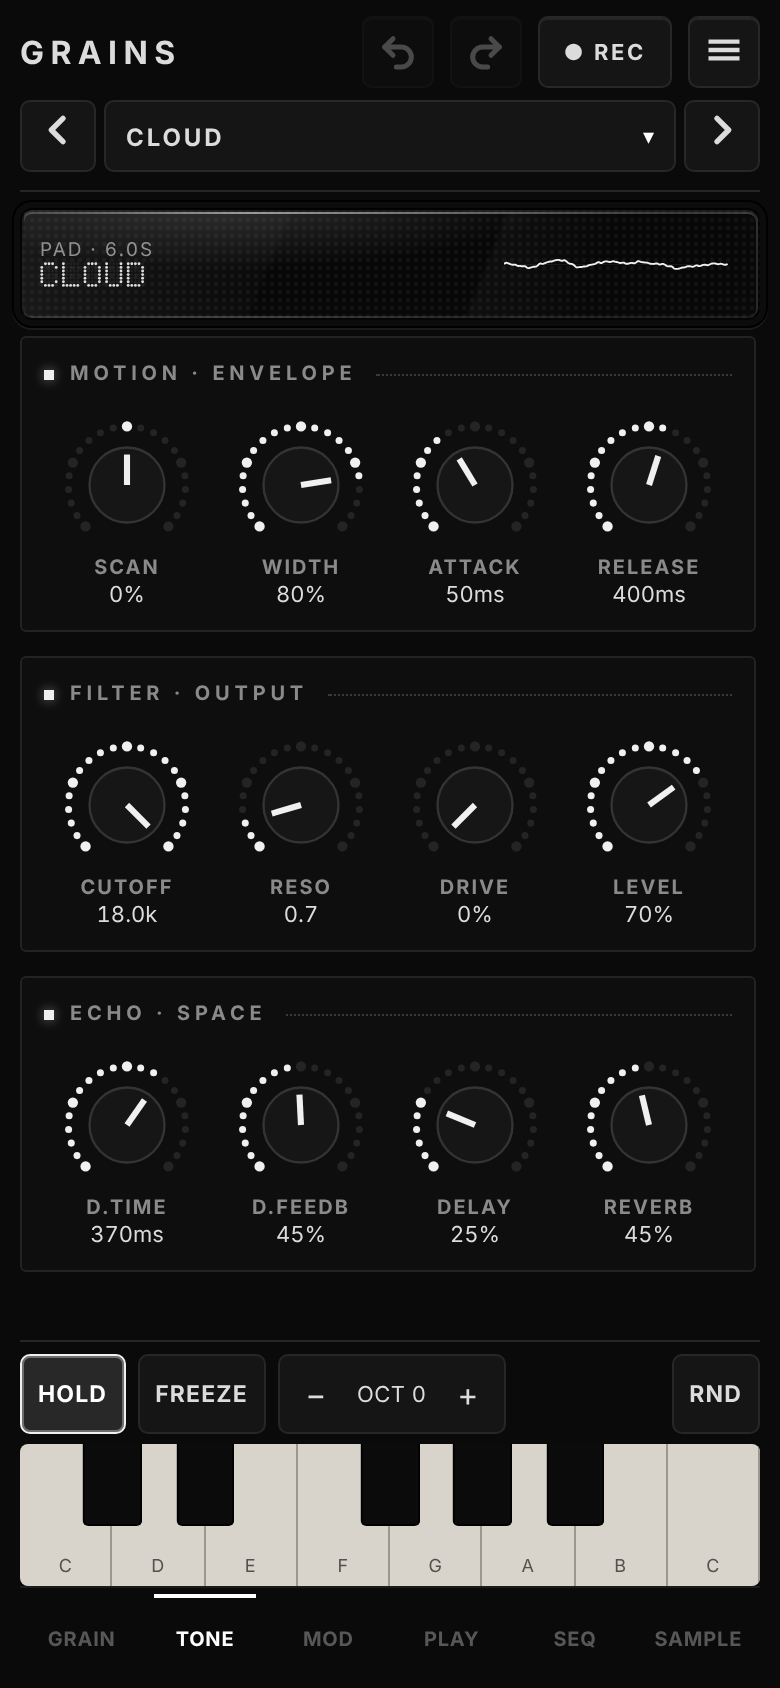 GRAINS
REC
CLOUD
PAD · 6.0S
CLOUD
MOTION · ENVELOPE
SCAN WIDTH ATTACK RELEASE
0% 80% 50ms 400ms
FILTER · OUTPUT
CUTOFF RESO DRIVE LEVEL
18.0k 0.7 0% 70%
ECHO · SPACE
D.TIME D.FEEDB DELAY REVERB
370ms 45% 25% 45%
HOLD FREEZE − OCT 0 + RND
C D E F G A B C
GRAIN TONE MOD PLAY SEQ SAMPLE